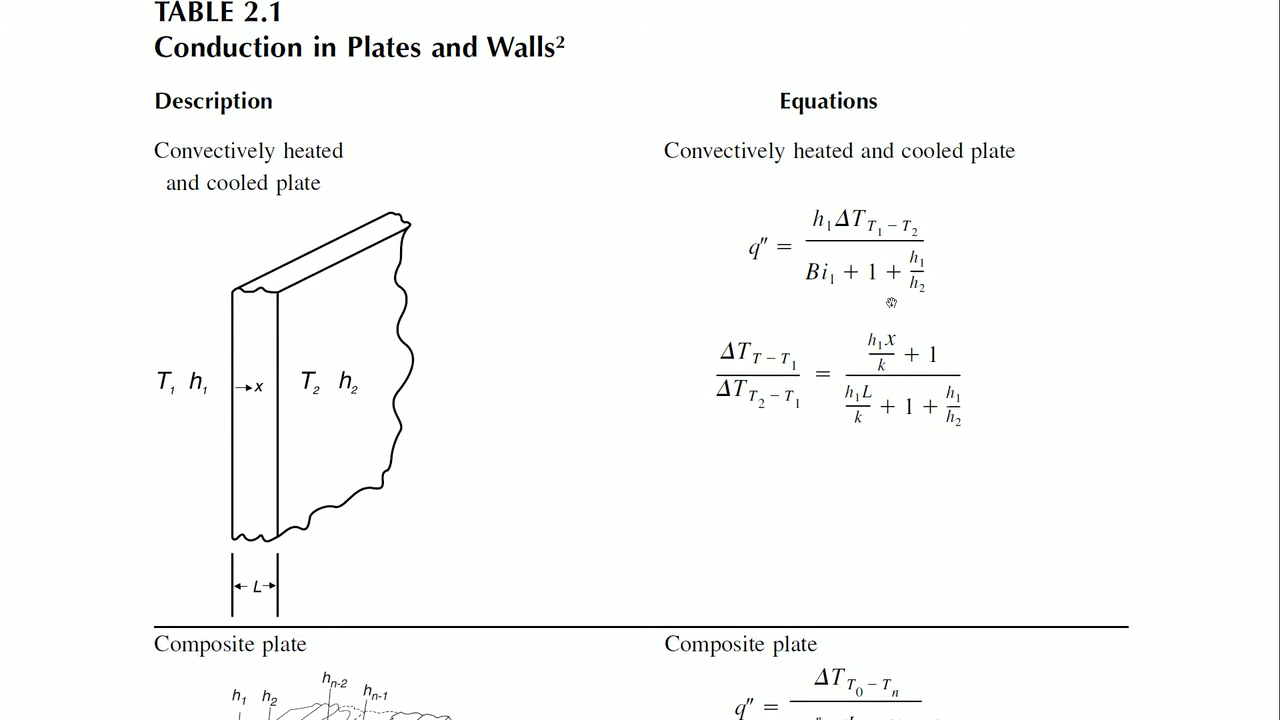 TABLE 2.1
Conduction in Plates and Walls²
Description Equations
Convectively heated
and cooled plate
Convectively heated and cooled plate
q″ = h₁ΔT_{T₁ − T₂} / (Bi₁ + 1 + h₁/h₂)
ΔT_{T − T₁} / ΔT_{T₂ − T₁} = (h₁x/k + 1) / (h₁L/k + 1 + h₁/h₂)
T₁ h₁ x T₂ h₂
L
Composite plate Composite plate
h₁ h₂ hₙ₋₂ hₙ₋₁
q″ = ΔT_{T₀ − Tₙ}